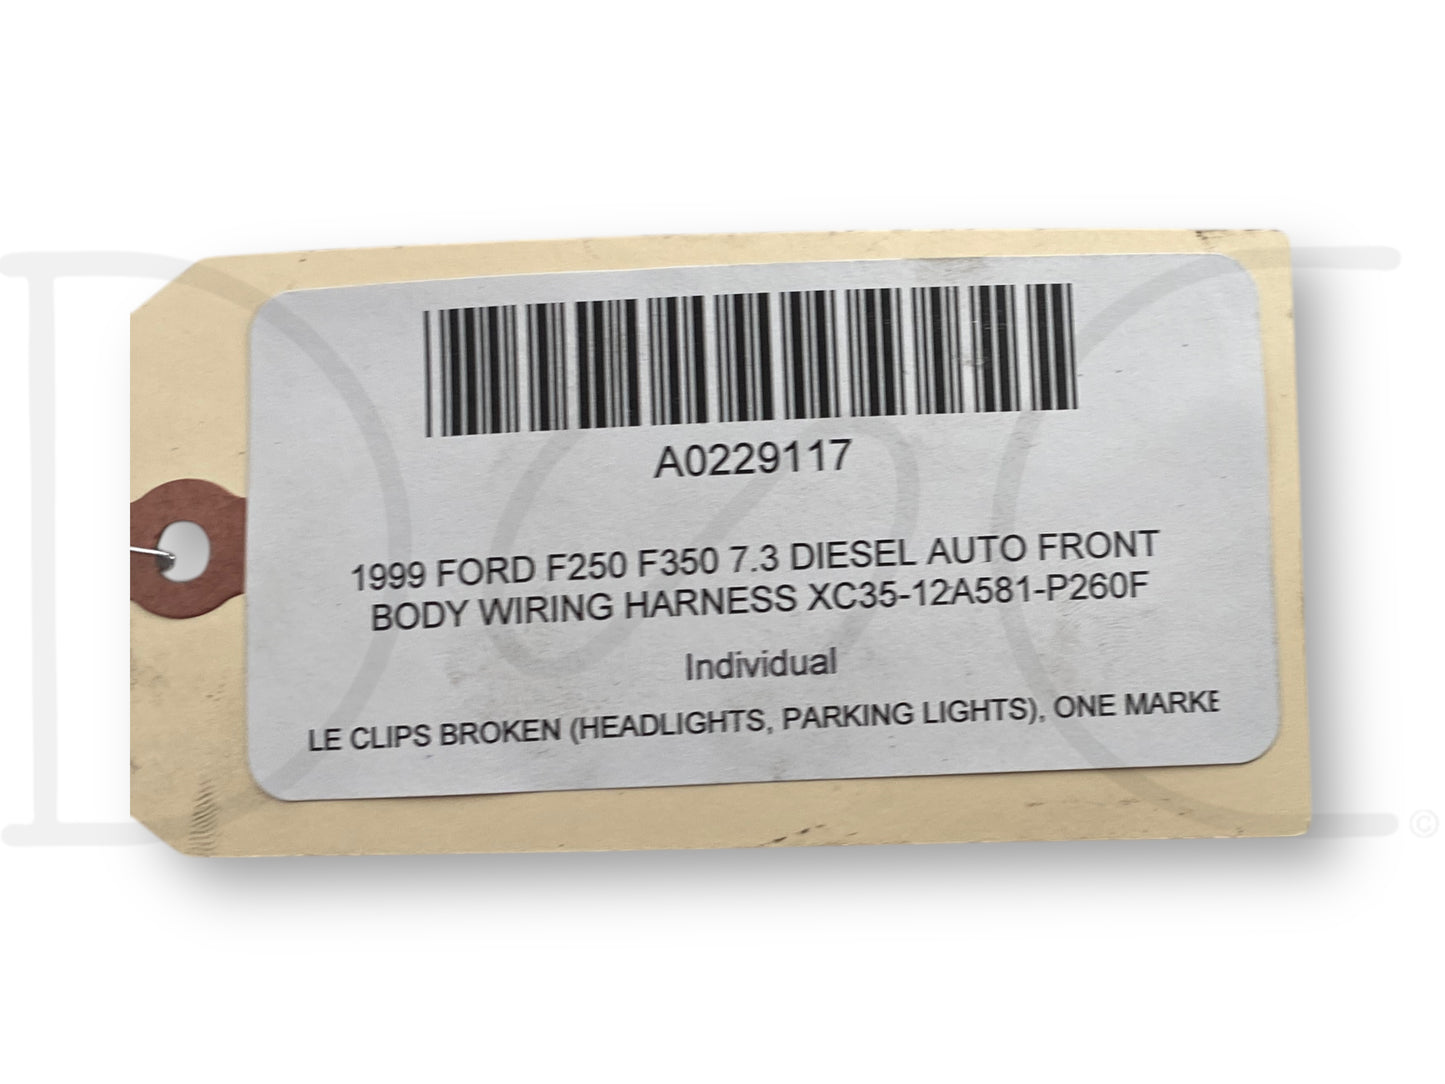 A0229117
1999 FORD F250 F350 7.3 DIESEL AUTO FRONT
BODY WIRING HARNESS XC35-12A581-P260F
Individual
LE CLIPS BROKEN (HEADLIGHTS, PARKING LIGHTS), ONE MARKE
©